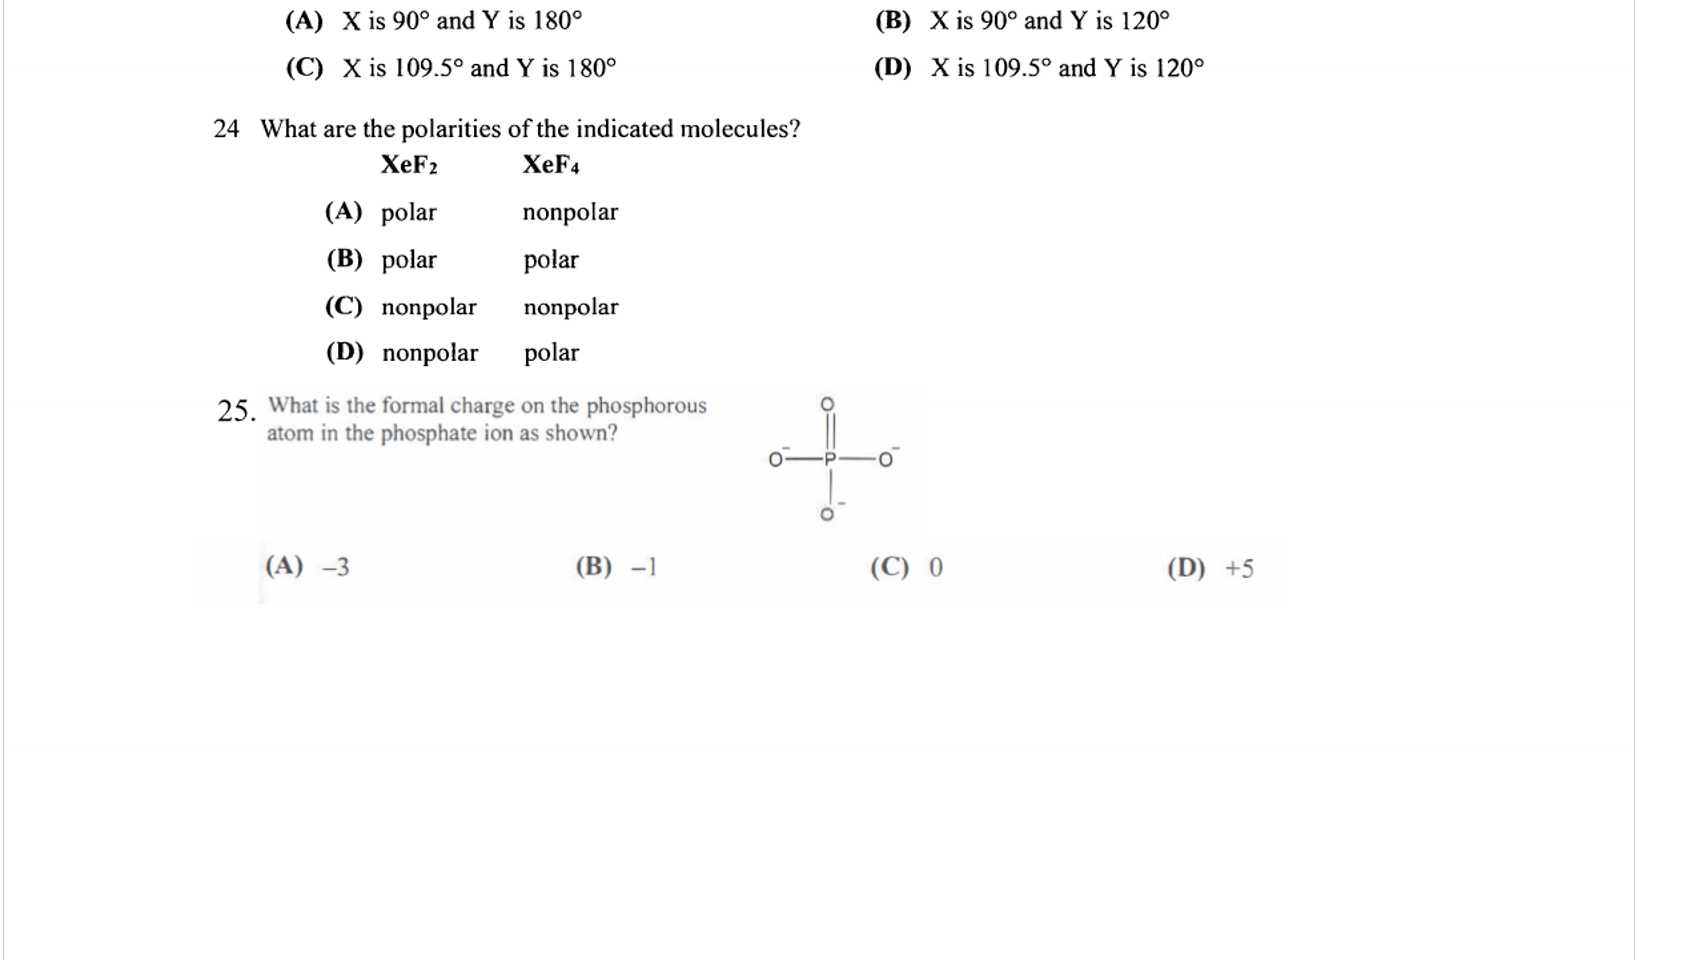 (A) X is 90° and Y is 180° (B) X is 90° and Y is 120°
(C) X is 109.5° and Y is 180° (D) X is 109.5° and Y is 120°
24 What are the polarities of the indicated molecules?
XeF₂ XeF₄
(A) polar nonpolar
(B) polar polar
(C) nonpolar nonpolar
(D) nonpolar polar
25. What is the formal charge on the phosphorous
atom in the phosphate ion as shown?
O
O⁻ P O⁻
O⁻
(A) –3 (B) –1 (C) 0 (D) +5